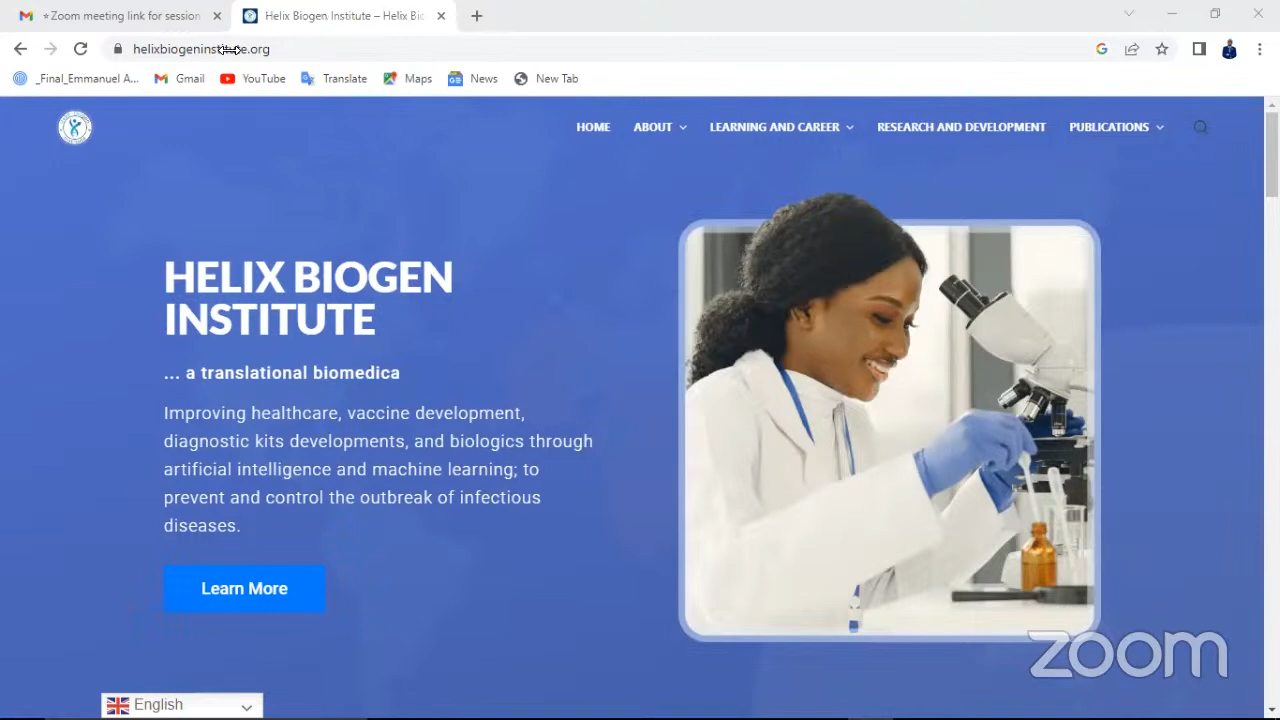 Zoom meeting link for session
Helix Biogen Institute – Helix Bi
helixbiogeninstitute.org
_Final_Emmanuel A...
Gmail
YouTube
Translate
Maps
News
New Tab
HOME
ABOUT
LEARNING AND CAREER
RESEARCH AND DEVELOPMENT
PUBLICATIONS
HELIX BIOGEN
INSTITUTE
... a translational biomedica
Improving healthcare, vaccine development,
diagnostic kits developments, and biologics through
artificial intelligence and machine learning; to
prevent and control the outbreak of infectious
diseases.
Learn More
zoom
English